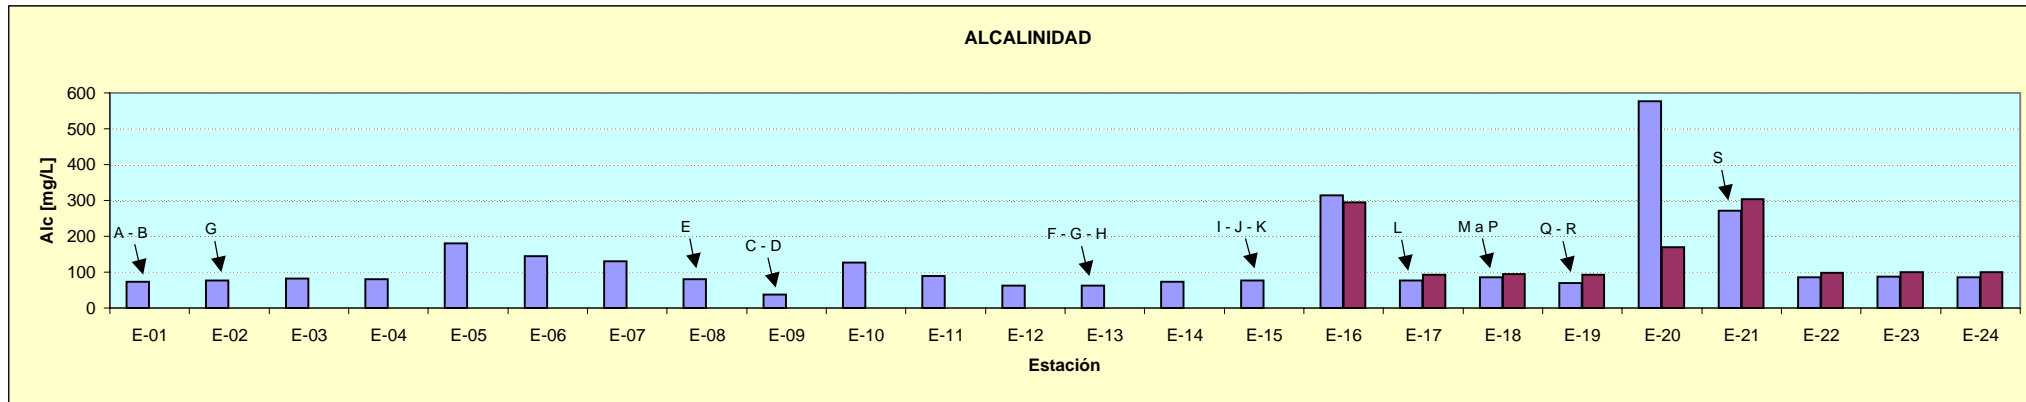 ALCALINIDAD
Alc [mg/L]
600
500
400
300
200
100
0
A - B
G
E
C - D
F - G - H
I - J - K
L
M a P
Q - R
S
E-01 E-02 E-03 E-04 E-05 E-06 E-07 E-08 E-09 E-10 E-11 E-12 E-13 E-14 E-15 E-16 E-17 E-18 E-19 E-20 E-21 E-22 E-23 E-24
Estación